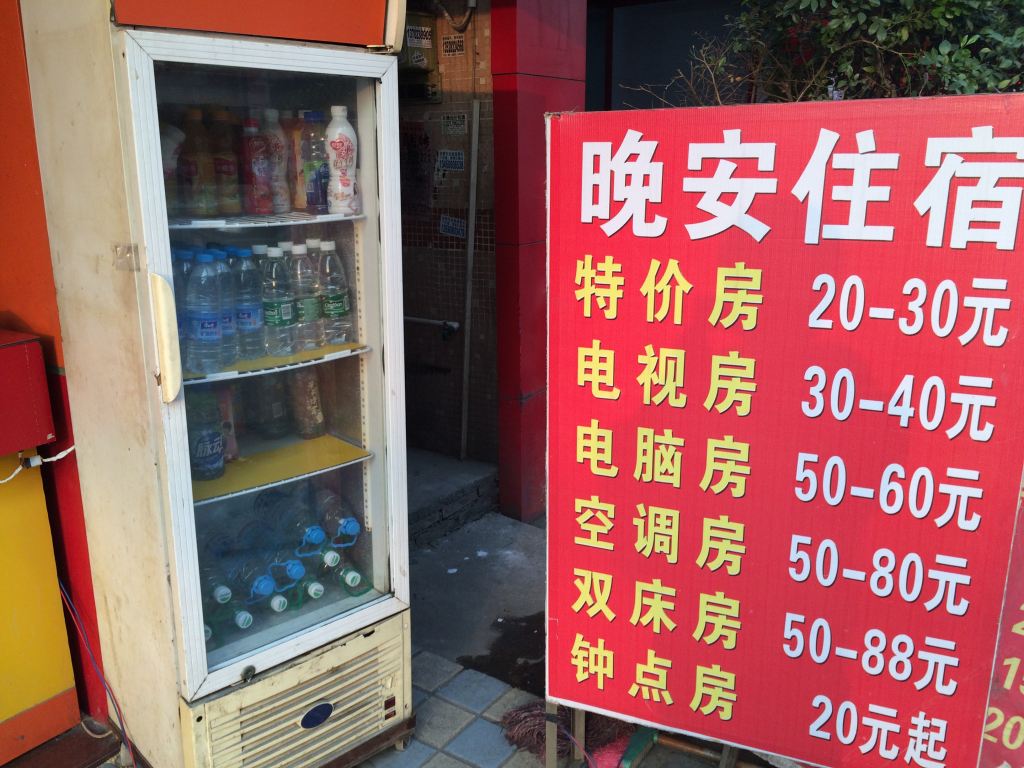 晚安住宿
特价房 20-30元
电视房 30-40元
电脑房 50-60元
空调房 50-80元
双床房 50-88元
钟点房 20元起
脉动